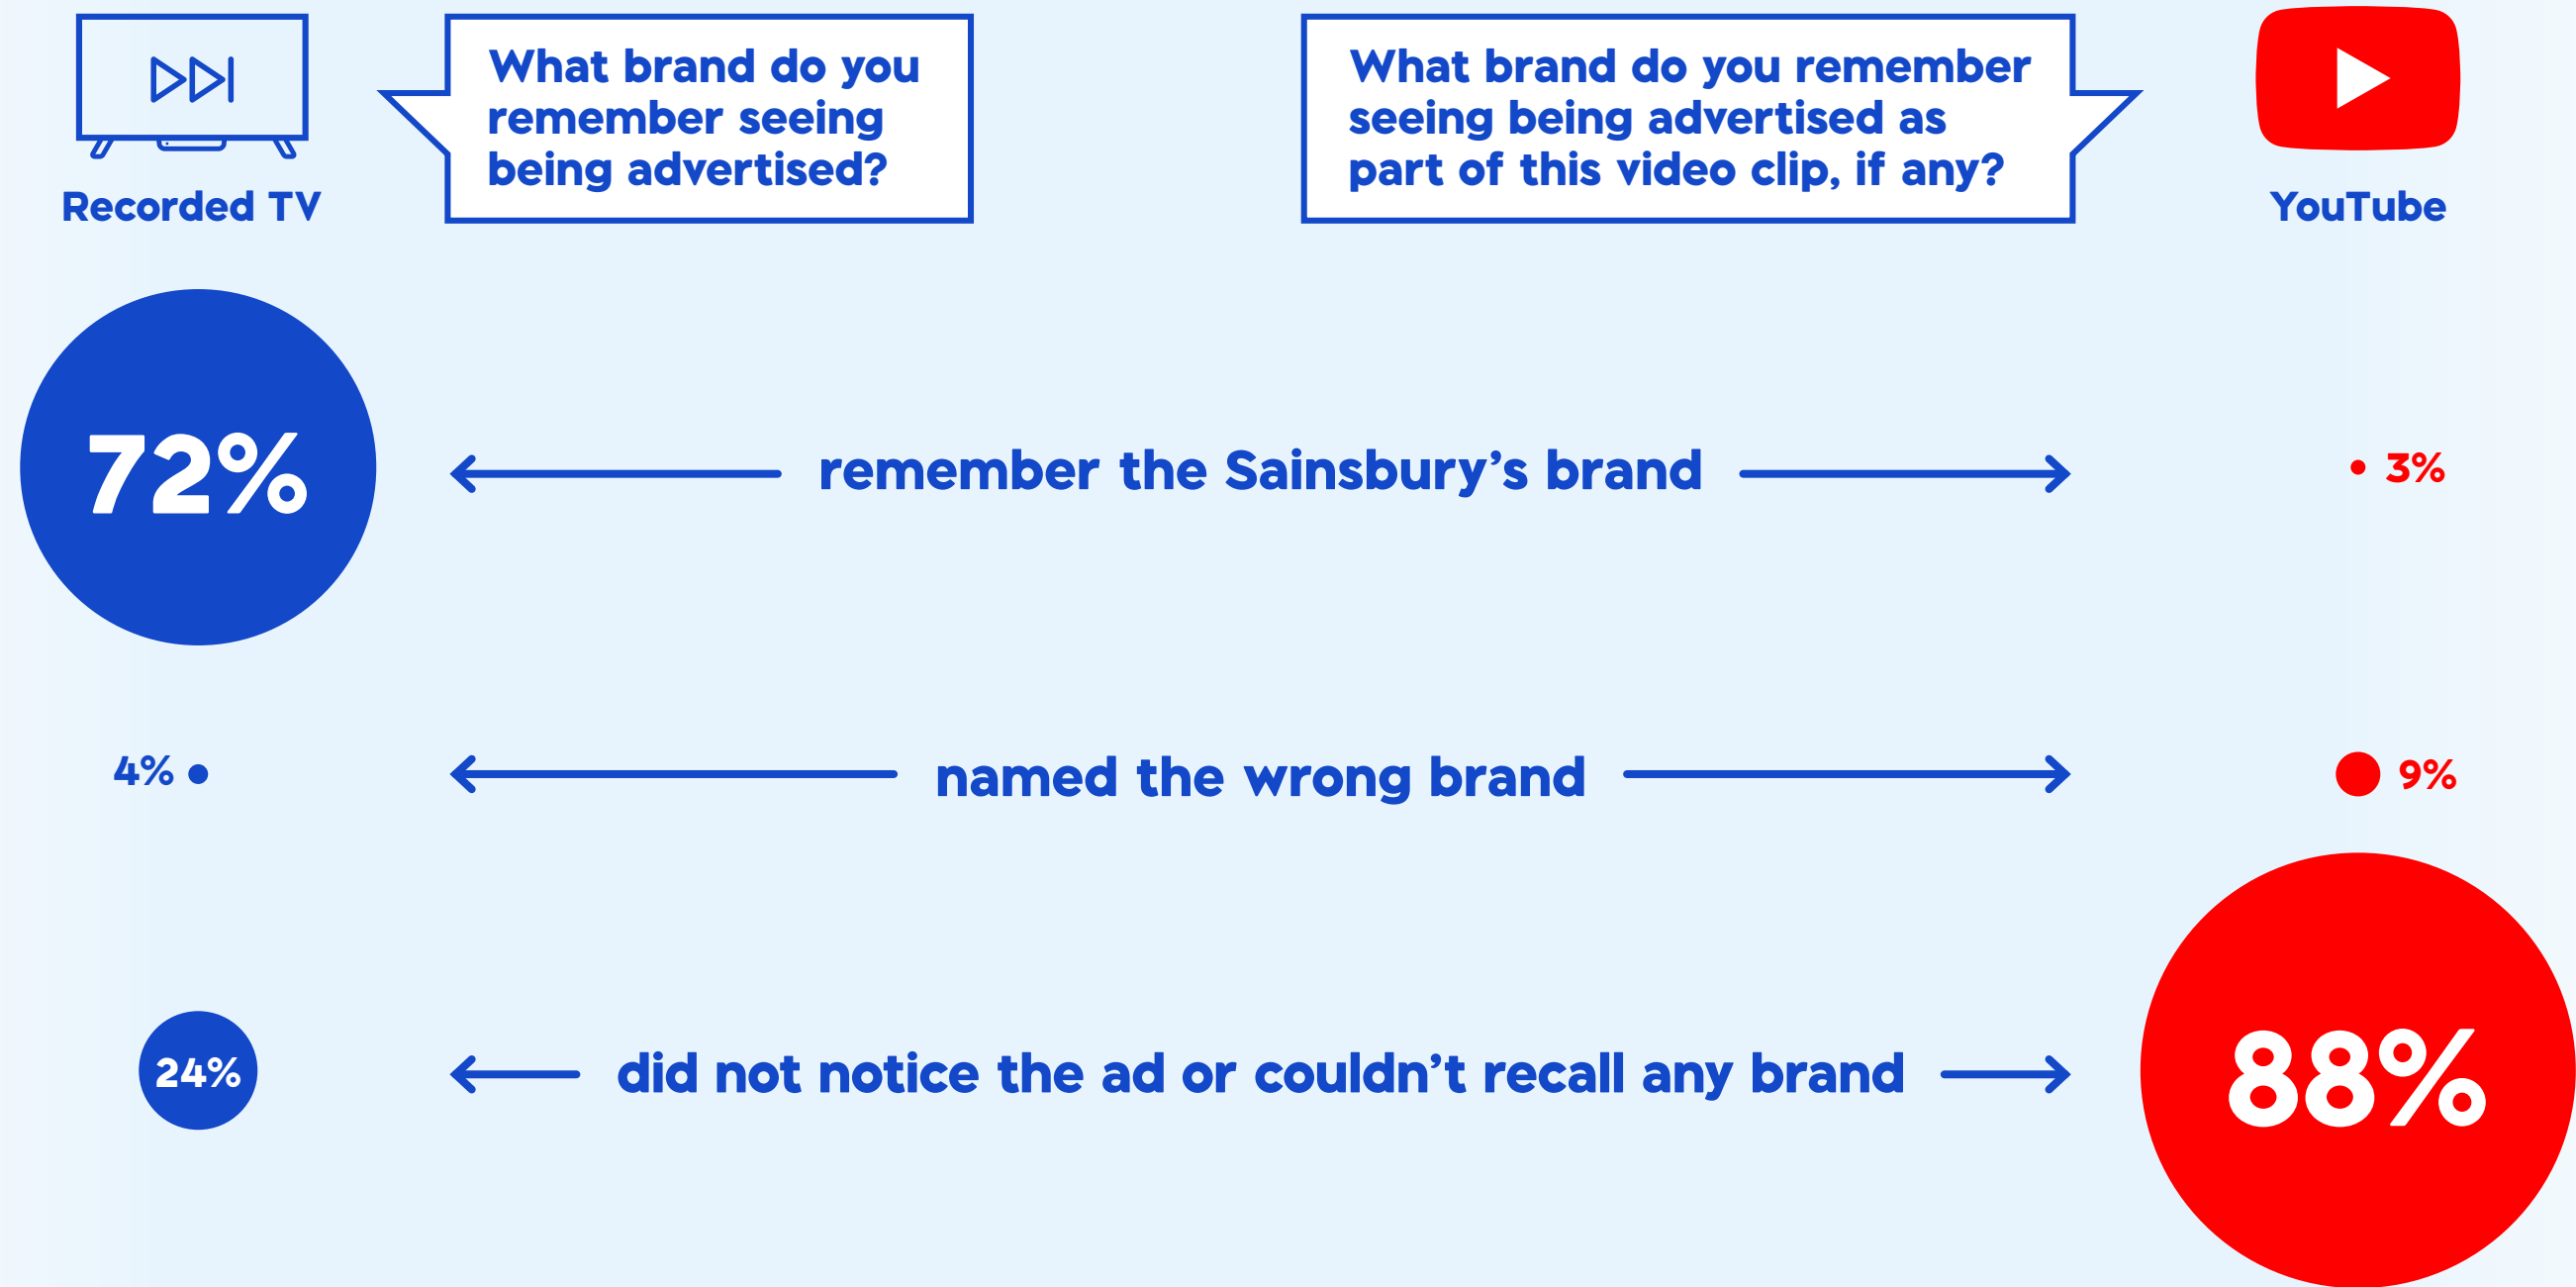 What brand do you
remember seeing
being advertised?
Recorded TV
What brand do you remember
seeing being advertised as
part of this video clip, if any?
YouTube
72%
remember the Sainsbury’s brand
3%
4%
named the wrong brand
9%
24%
did not notice the ad or couldn’t recall any brand
88%